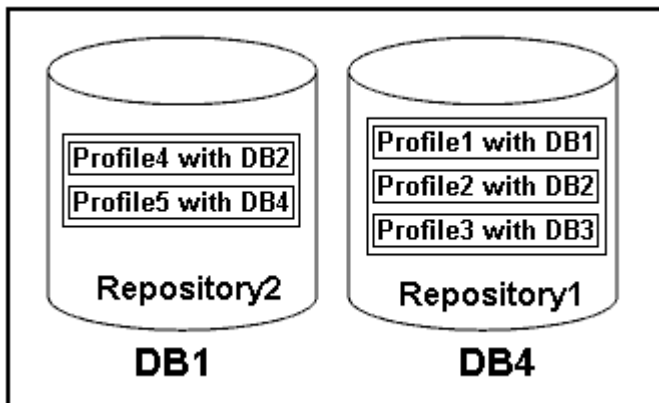 Profile4 with DB2
Profile5 with DB4
Repository2
DB1
Profile1 with DB1
Profile2 with DB2
Profile3 with DB3
Repository1
DB4